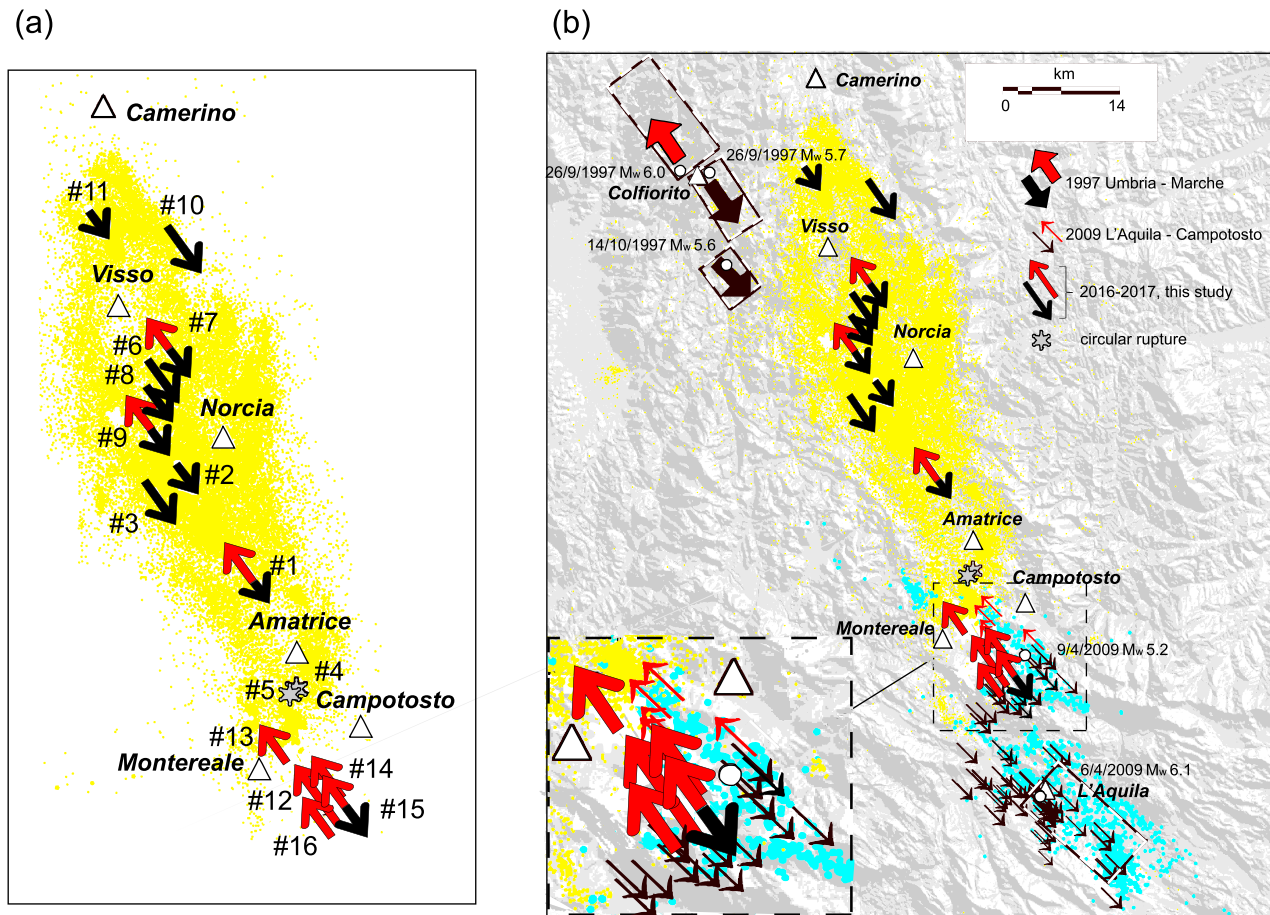 (a)
Camerino
#11
#10
Visso
#7
#6
#8
Norcia
#9
#2
#3
#1
Amatrice
#4
#5
Campotosto
#13
Montereale
#14
#12
#15
#16
(b)
Camerino
km
0 14
26/9/1997 Mw 5.7
26/9/1997 Mw 6.0
Colfiorito
1997 Umbria - Marche
Visso
14/10/1997 Mw 5.6
2009 L'Aquila - Campotosto
2016-2017, this study
Norcia
circular rupture
Amatrice
Campotosto
Montereale
9/4/2009 Mw 5.2
6/4/2009 Mw 6.1
L'Aquila